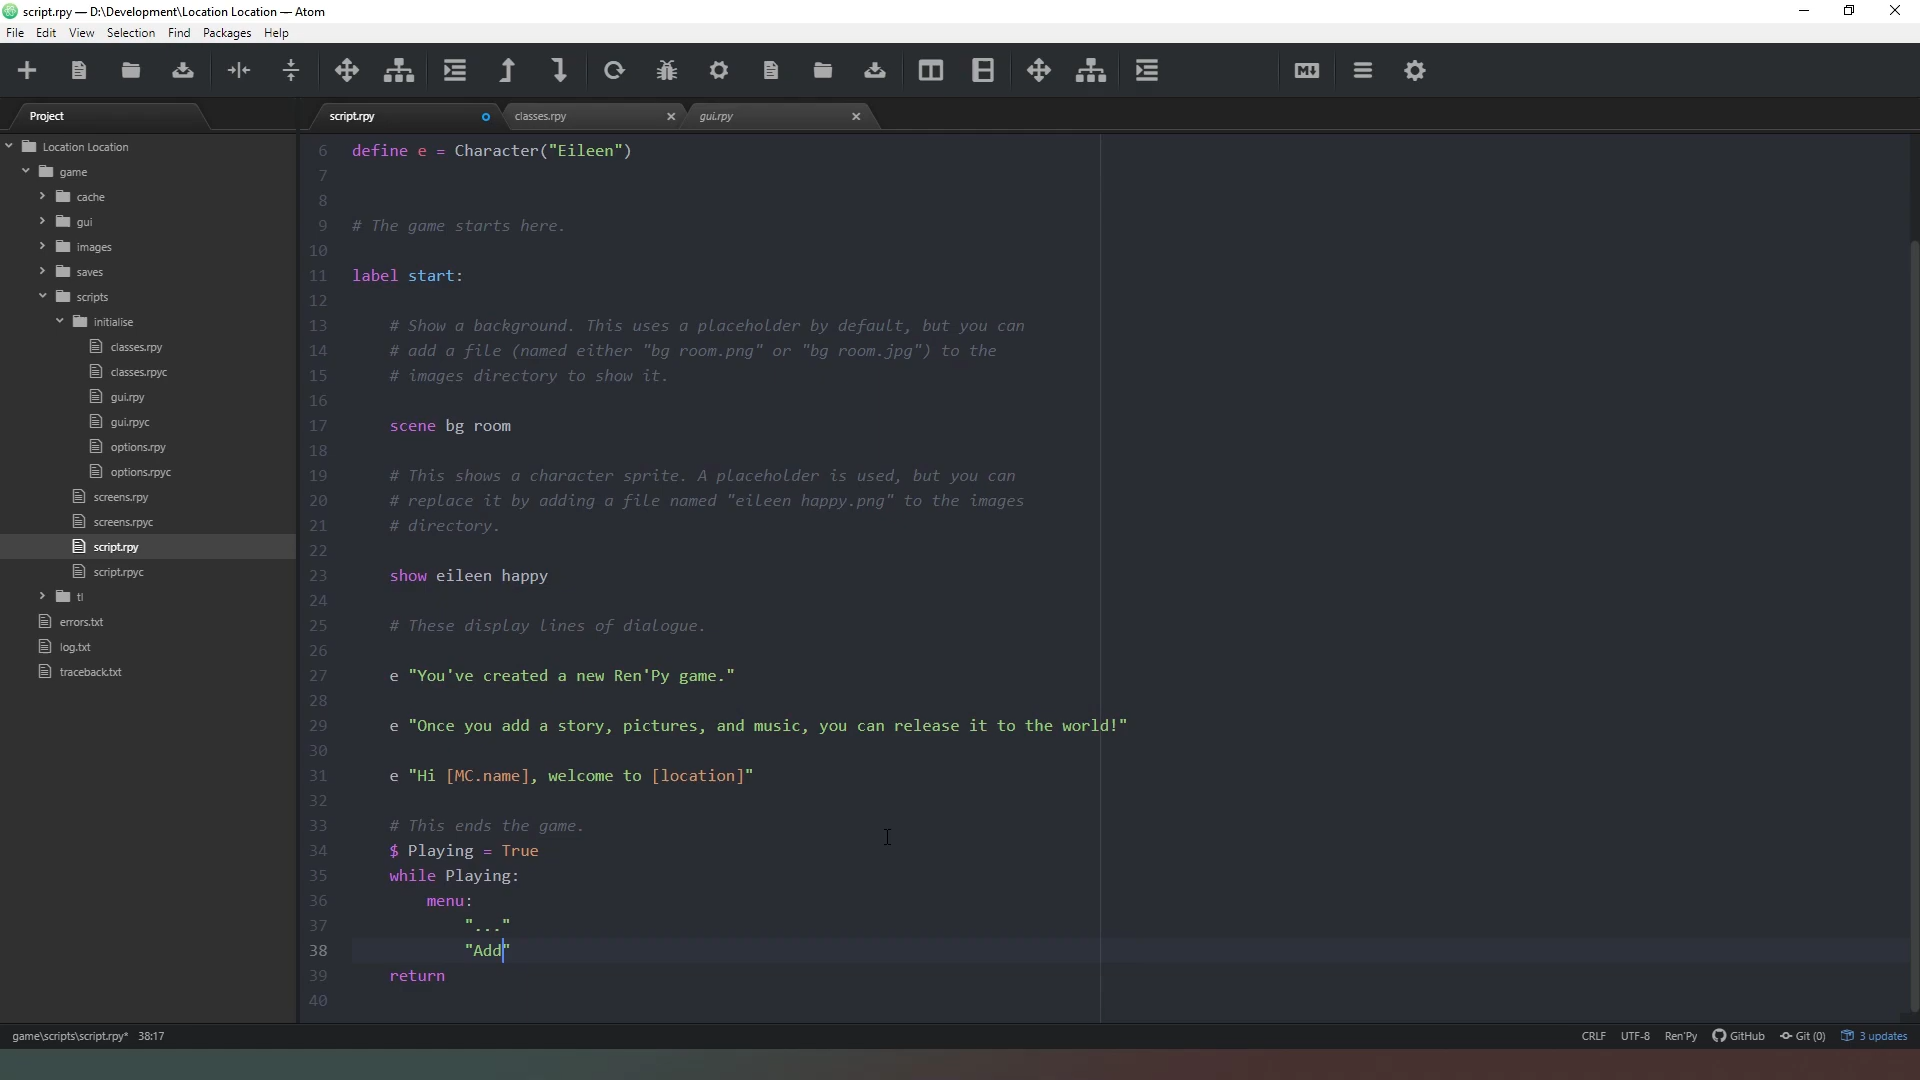 script.rpy — D:\Development\Location Location — Atom
File Edit View Selection Find Packages Help
M↓
Project
script.rpy
classes.rpy
gui.rpy
Location Location
game
cache
gui
images
saves
scripts
initialise
classes.rpy
classes.rpyc
gui.rpy
gui.rpyc
options.rpy
options.rpyc
screens.rpy
screens.rpyc
script.rpy
script.rpyc
tl
errors.txt
log.txt
traceback.txt
6 define e = Character("Eileen")
7
8
9 # The game starts here.
10
11 label start:
12
13 # Show a background. This uses a placeholder by default, but you can
14 # add a file (named either "bg room.png" or "bg room.jpg") to the
15 # images directory to show it.
16
17 scene bg room
18
19 # This shows a character sprite. A placeholder is used, but you can
20 # replace it by adding a file named "eileen happy.png" to the images
21 # directory.
22
23 show eileen happy
24
25 # These display lines of dialogue.
26
27 e "You've created a new Ren'Py game."
28
29 e "Once you add a story, pictures, and music, you can release it to the world!"
30
31 e "Hi [MC.name], welcome to [location]"
32
33 # This ends the game.
34 $ Playing = True
35 while Playing:
36 menu:
37 "..."
38 "Add"
39 return
40
game\scripts\script.rpy* 38:17
CRLF UTF-8 Ren'Py GitHub Git (0) 3 updates